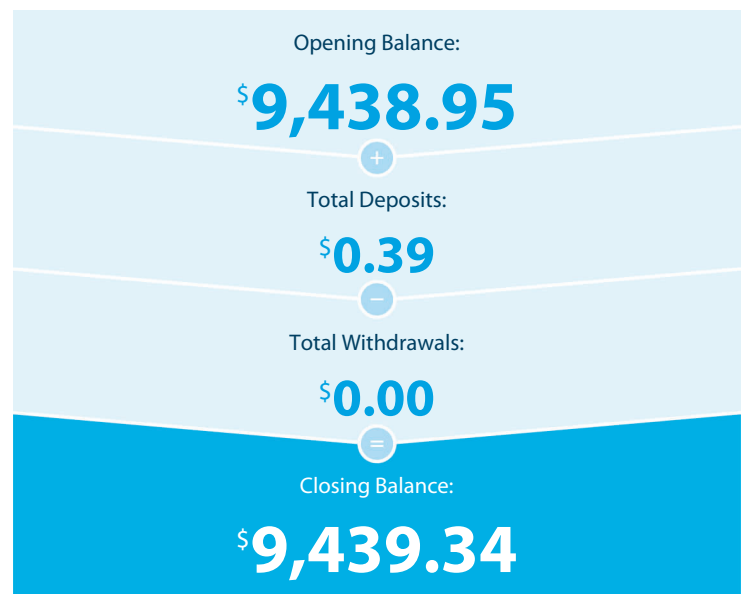 Opening Balance:
$9,438.95
+
Total Deposits:
$0.39
−
Total Withdrawals:
$0.00
=
Closing Balance:
$9,439.34